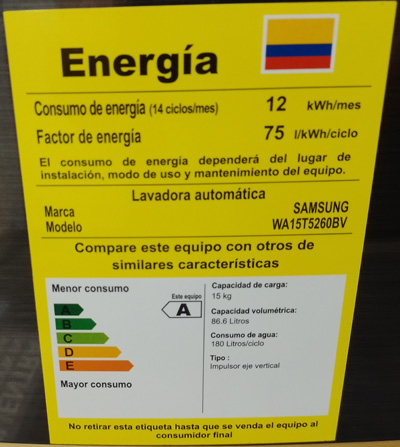 Energía
Consumo de energía (14 ciclos/mes) 12 kWh/mes
Factor de energía 75 l/kWh/ciclo
El consumo de energía dependerá del lugar de
instalación, modo de uso y mantenimiento del equipo.
Lavadora automática
Marca SAMSUNG
Modelo WA15T5260BV
Compare este equipo con otros de
similares características
Menor consumo
Este equipo
A
A
B
C
D
E
Mayor consumo
Capacidad de carga:
15 kg
Capacidad volumétrica:
86.6 Litros
Consumo de agua:
180 Litros/ciclo
Tipo :
Impulsor eje vertical
No retirar esta etiqueta hasta que se venda el equipo al
consumidor final